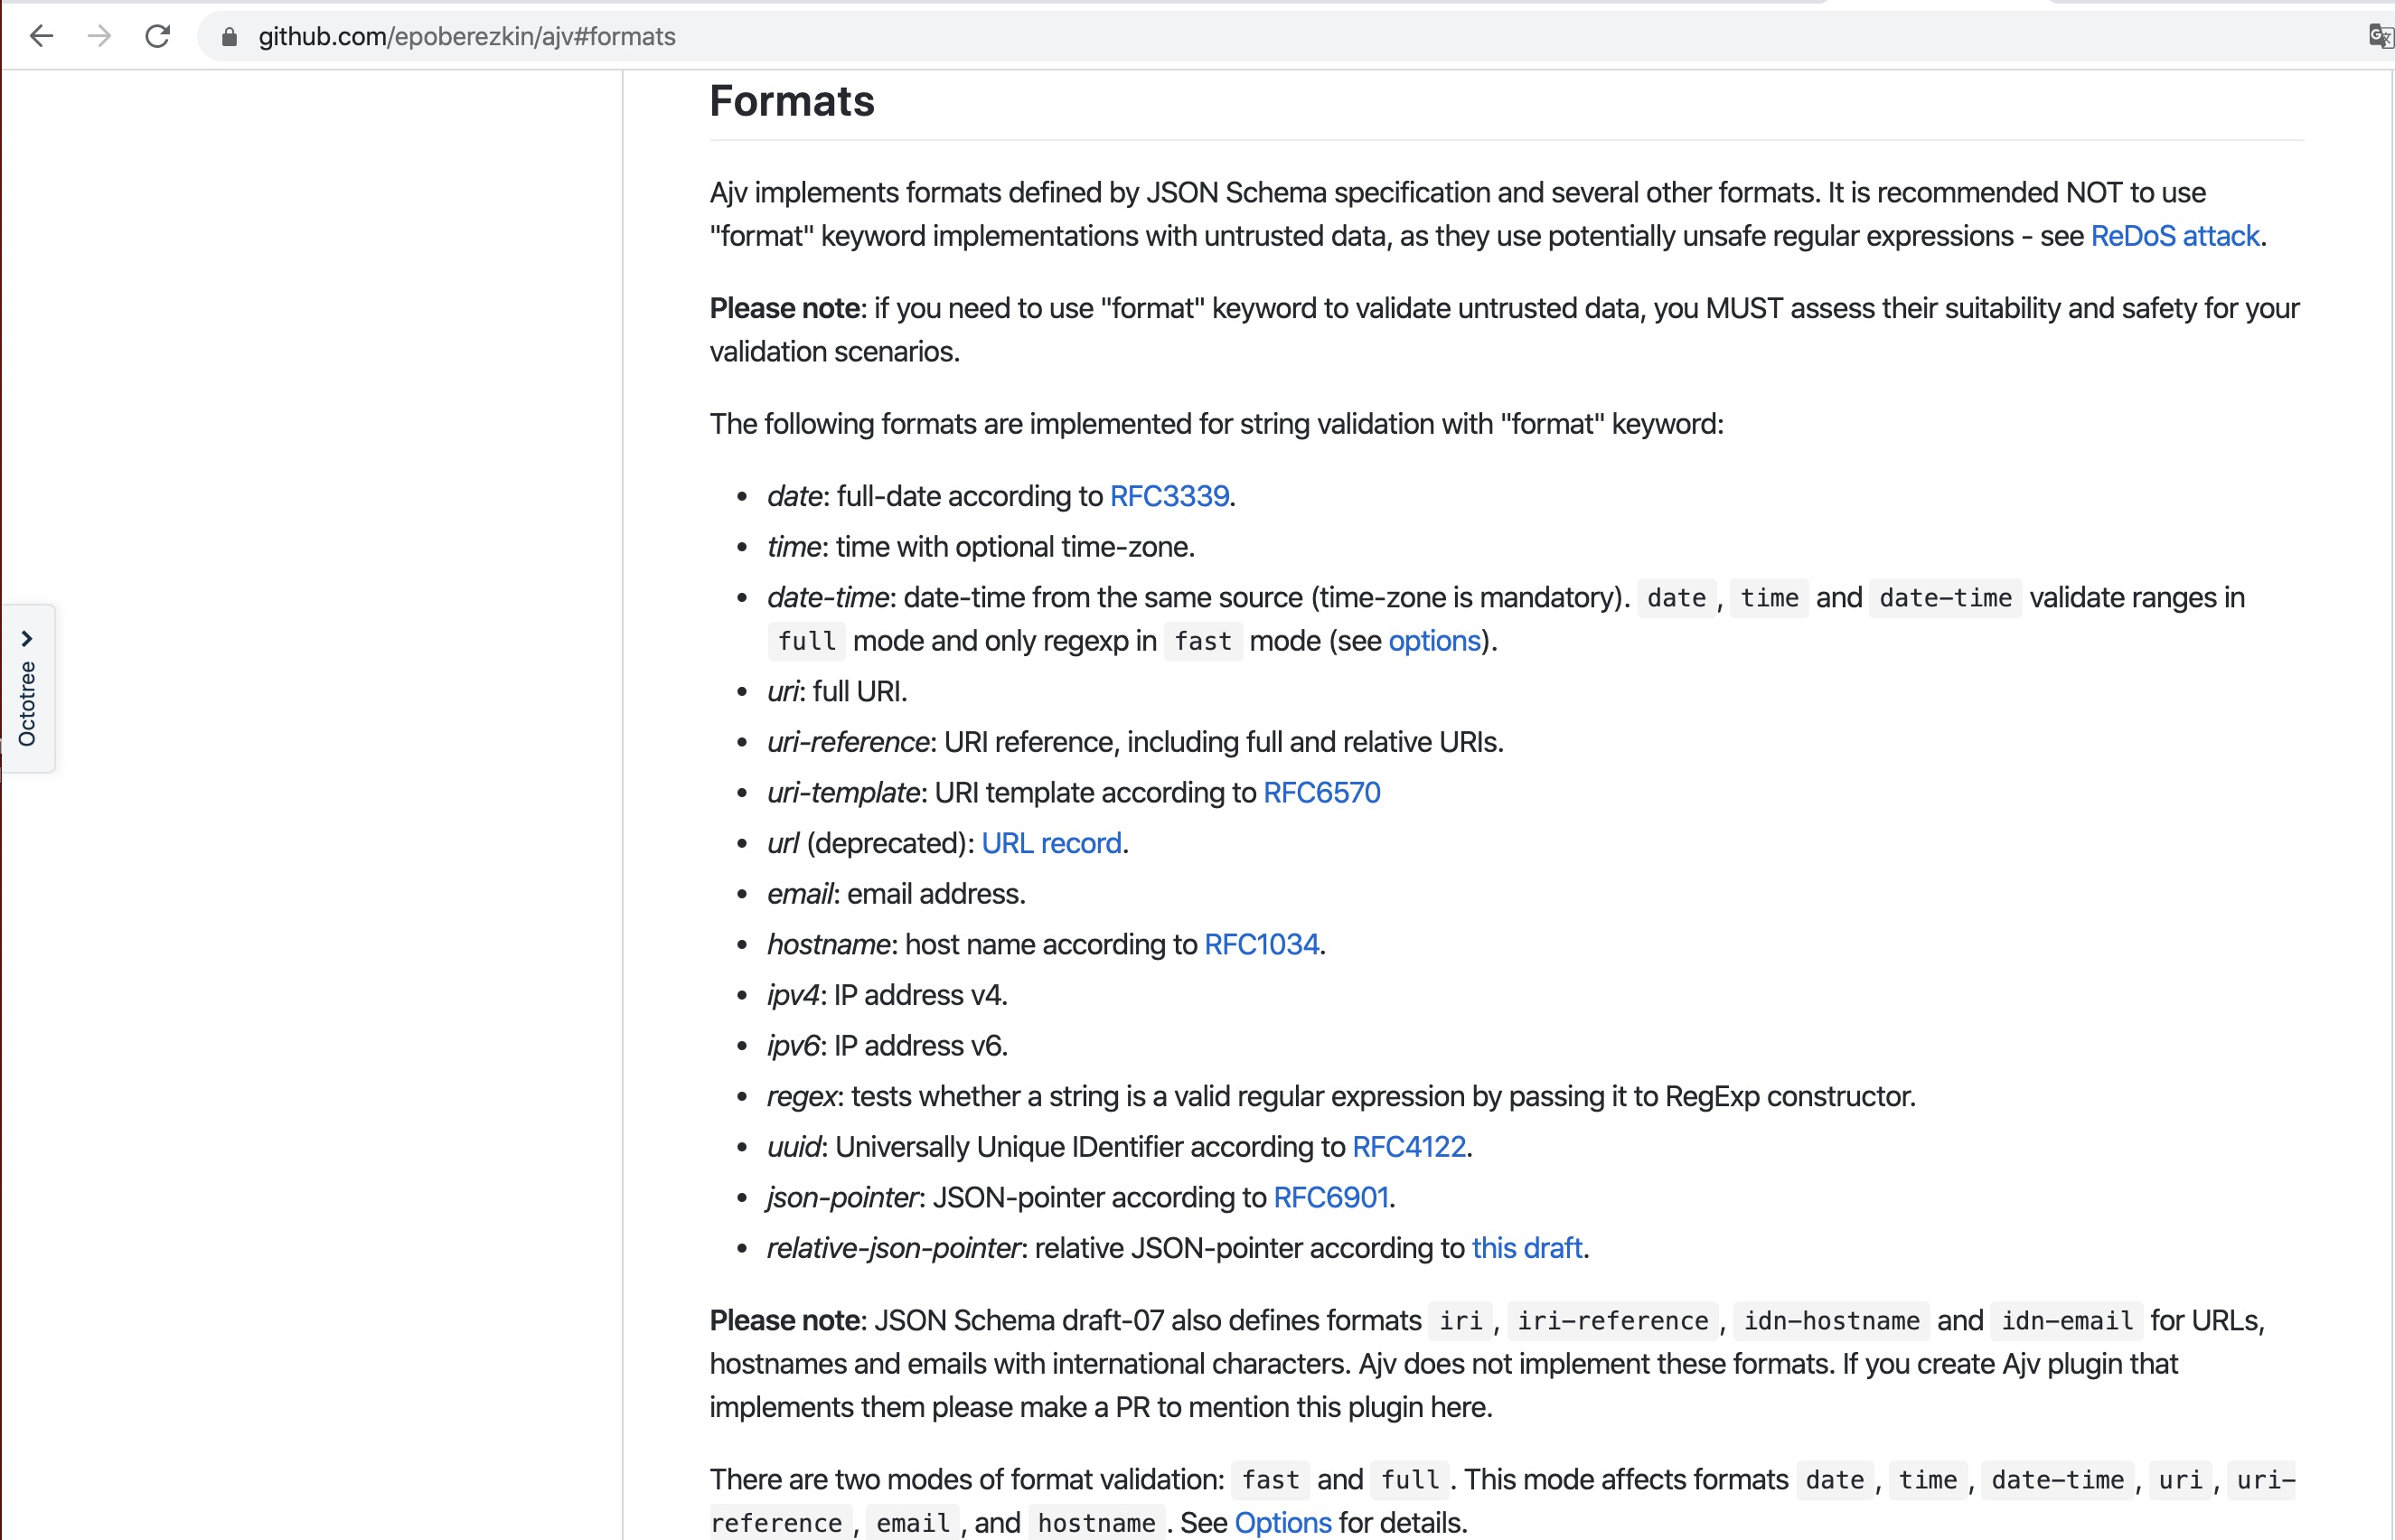 github.com/epoberezkin/ajv#formats
Formats
Ajv implements formats defined by JSON Schema specification and several other formats. It is recommended NOT to use
"format" keyword implementations with untrusted data, as they use potentially unsafe regular expressions - see ReDoS attack.
Please note: if you need to use "format" keyword to validate untrusted data, you MUST assess their suitability and safety for your
validation scenarios.
The following formats are implemented for string validation with "format" keyword:
• date: full-date according to RFC3339.
• time: time with optional time-zone.
• date-time: date-time from the same source (time-zone is mandatory). date , time and date-time validate ranges in
full mode and only regexp in fast mode (see options).
• uri: full URI.
• uri-reference: URI reference, including full and relative URIs.
• uri-template: URI template according to RFC6570
• url (deprecated): URL record.
• email: email address.
• hostname: host name according to RFC1034.
• ipv4: IP address v4.
• ipv6: IP address v6.
• regex: tests whether a string is a valid regular expression by passing it to RegExp constructor.
• uuid: Universally Unique IDentifier according to RFC4122.
• json-pointer: JSON-pointer according to RFC6901.
• relative-json-pointer: relative JSON-pointer according to this draft.
Please note: JSON Schema draft-07 also defines formats iri , iri-reference , idn-hostname and idn-email for URLs,
hostnames and emails with international characters. Ajv does not implement these formats. If you create Ajv plugin that
implements them please make a PR to mention this plugin here.
There are two modes of format validation: fast and full . This mode affects formats date , time , date-time , uri , uri-
reference , email , and hostname . See Options for details.
Octotree